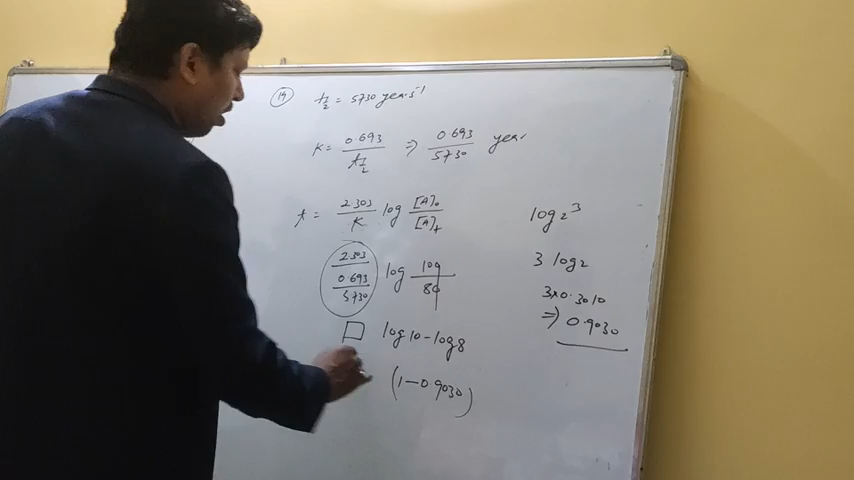 19 t½ = 5730 years⁻¹
K = 0.693 / t½ ⇒ 0.693 / 5730 year
t = 2.303 / K log [A]₀ / [A]t
2.303 / 0.693 / 5730 log 100 / 80
□ log 10 - log 8
(1 - 0.9030)
log 2³
3 log 2
3×0.3010
⇒ 0.9030